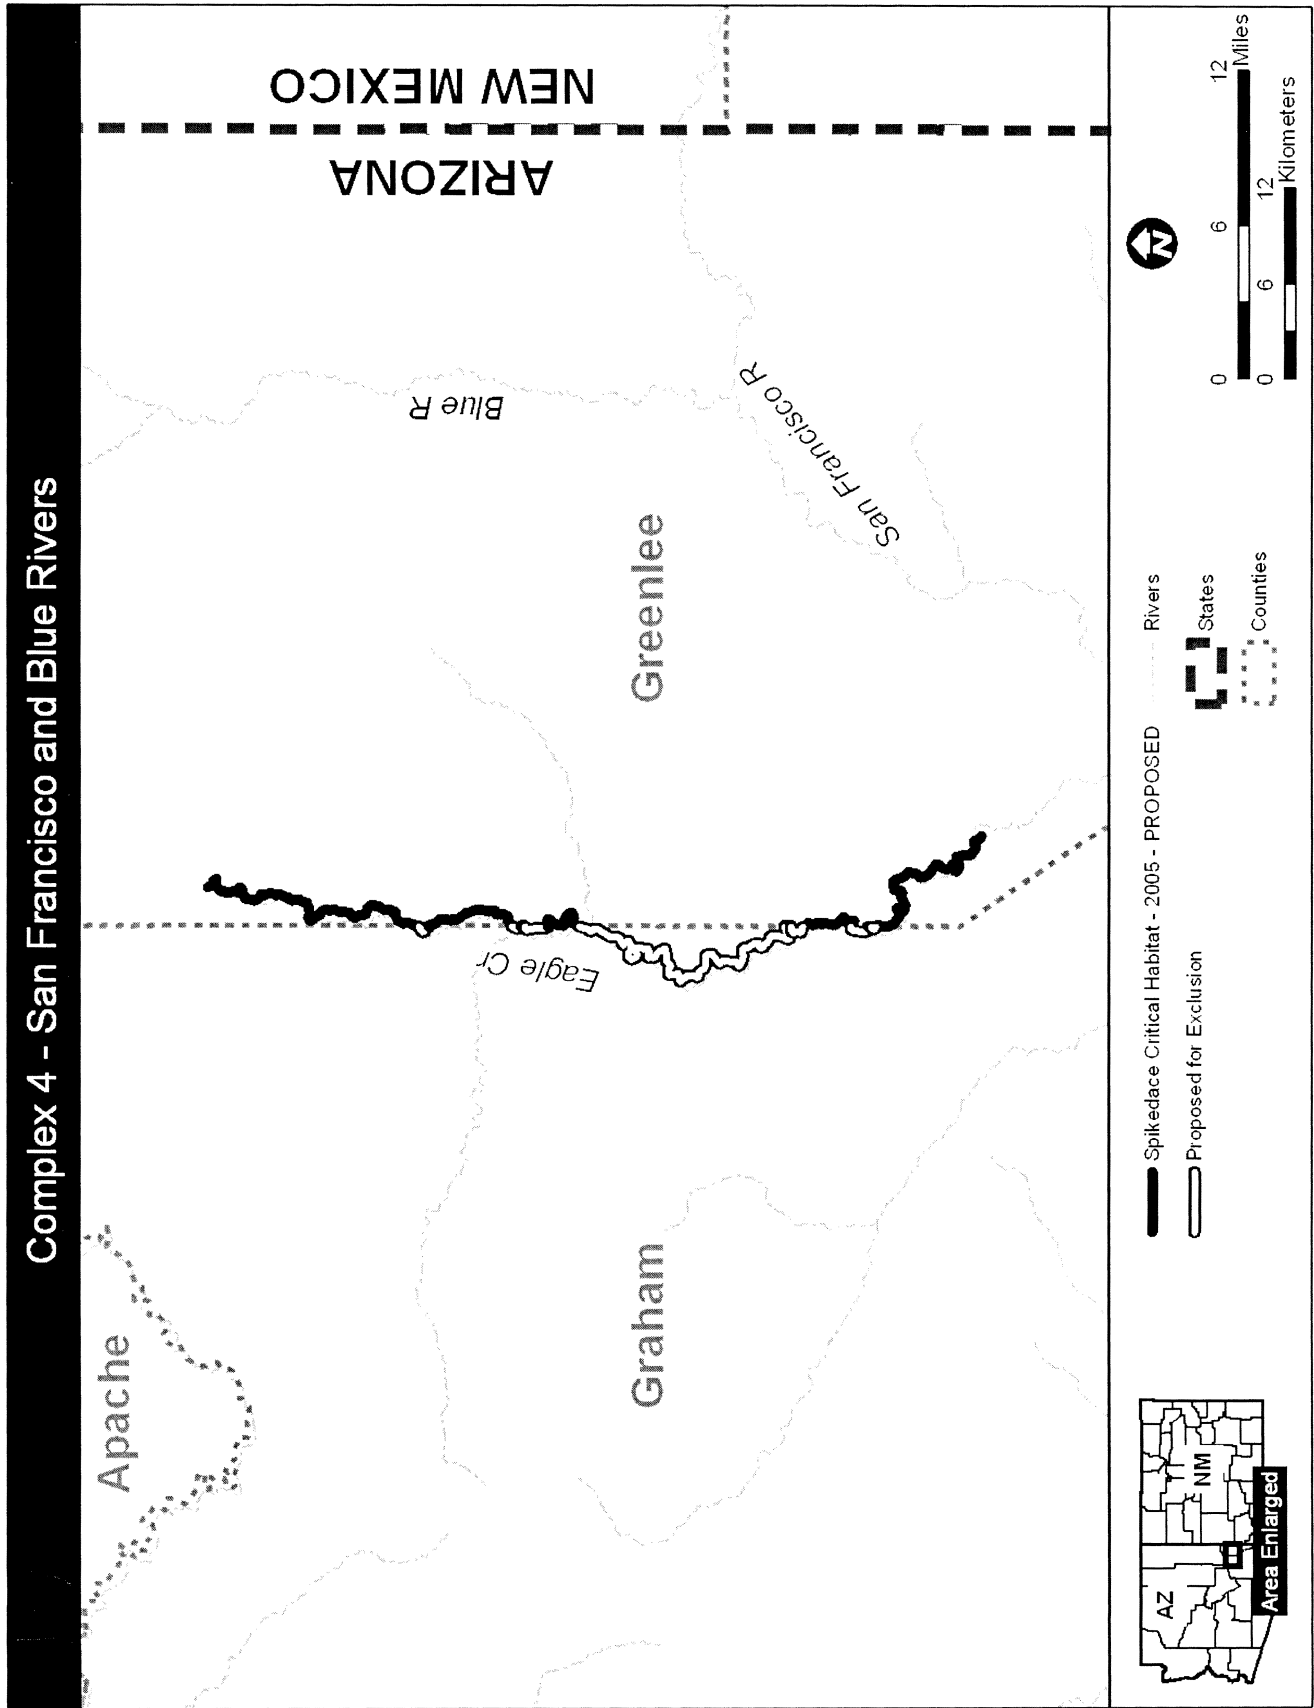 Complex 4 - San Francisco and Blue Rivers
Apache
ARIZONA
NEW MEXICO
Blue R
Eagle Cr
Graham
Greenlee
San Francisco R
AZ
NM
Area Enlarged
Spikedace Critical Habitat - 2005 - PROPOSED
Proposed for Exclusion
Rivers
States
Counties
N
0 6 12
Miles
0 6 12
Kilometers